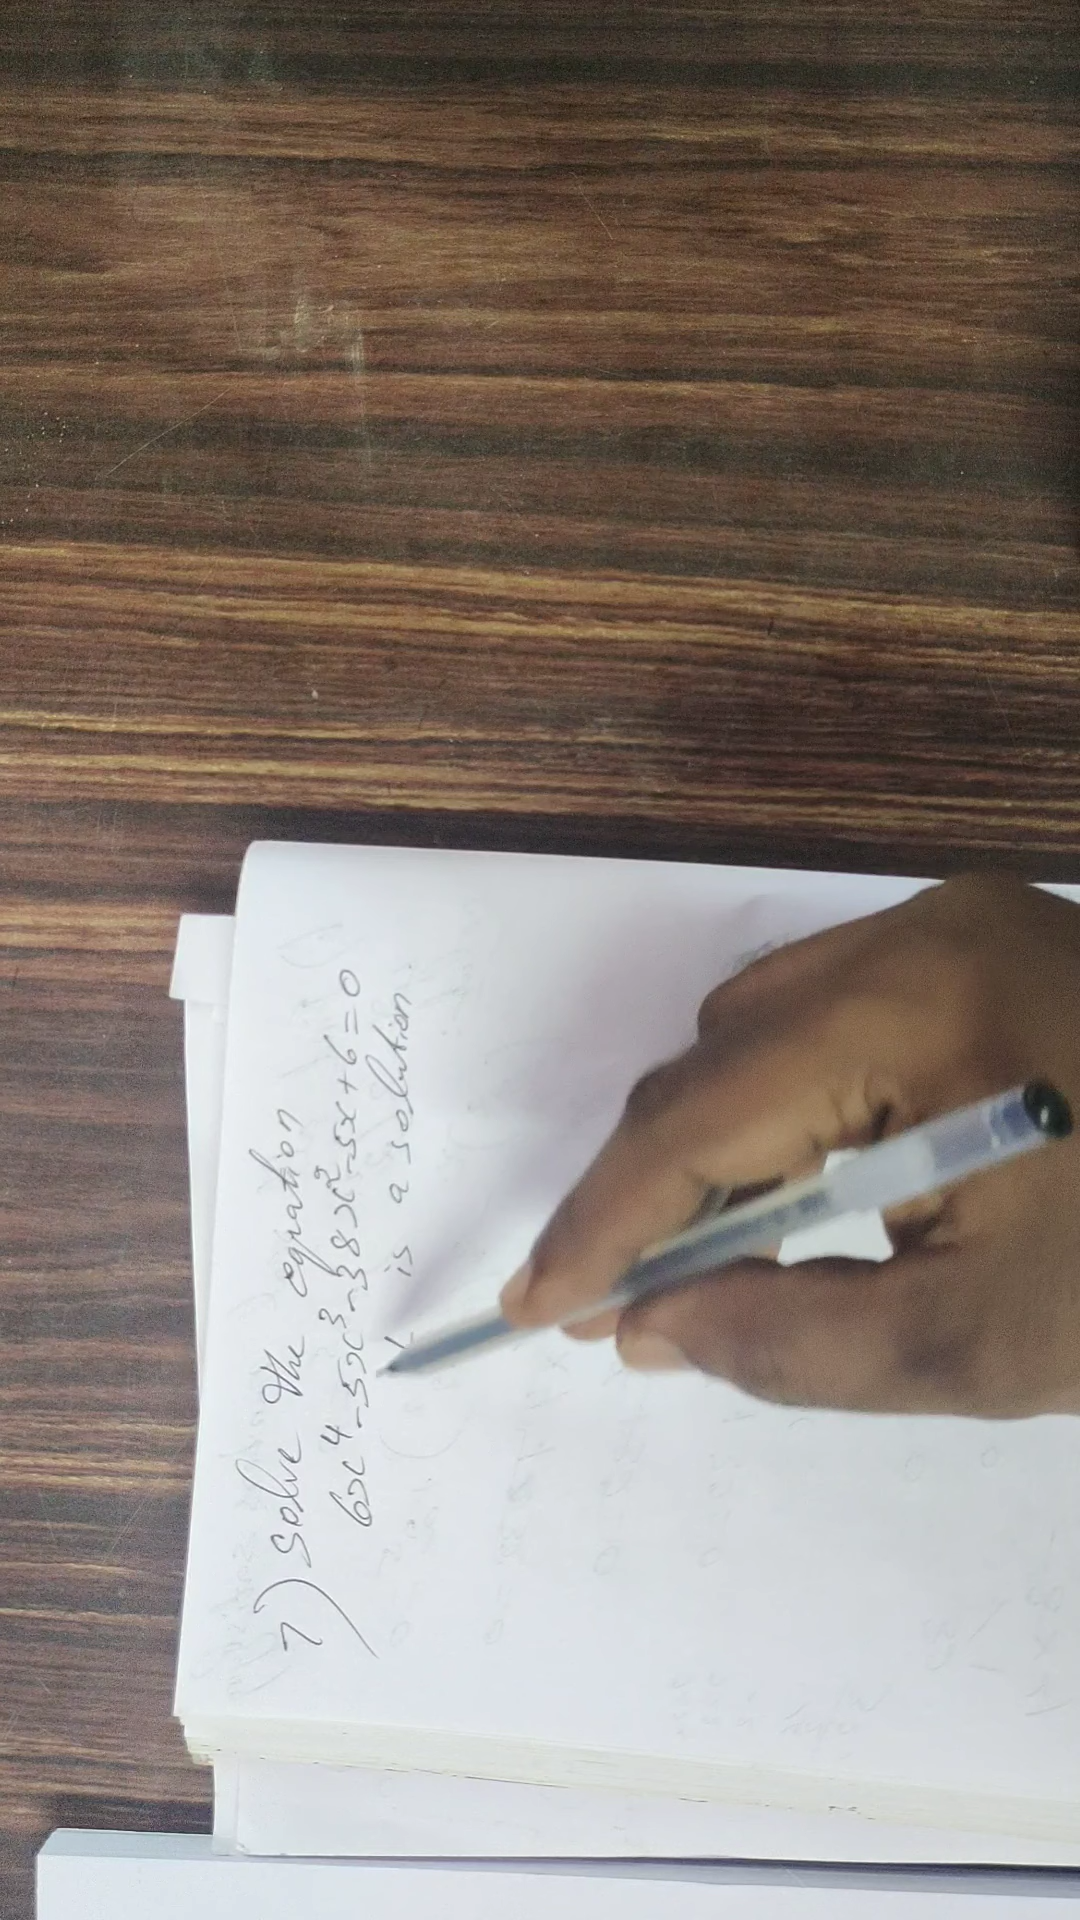 7) Solve the equation
6x⁴-5x³-38x²-5x+6=0
is a solution.